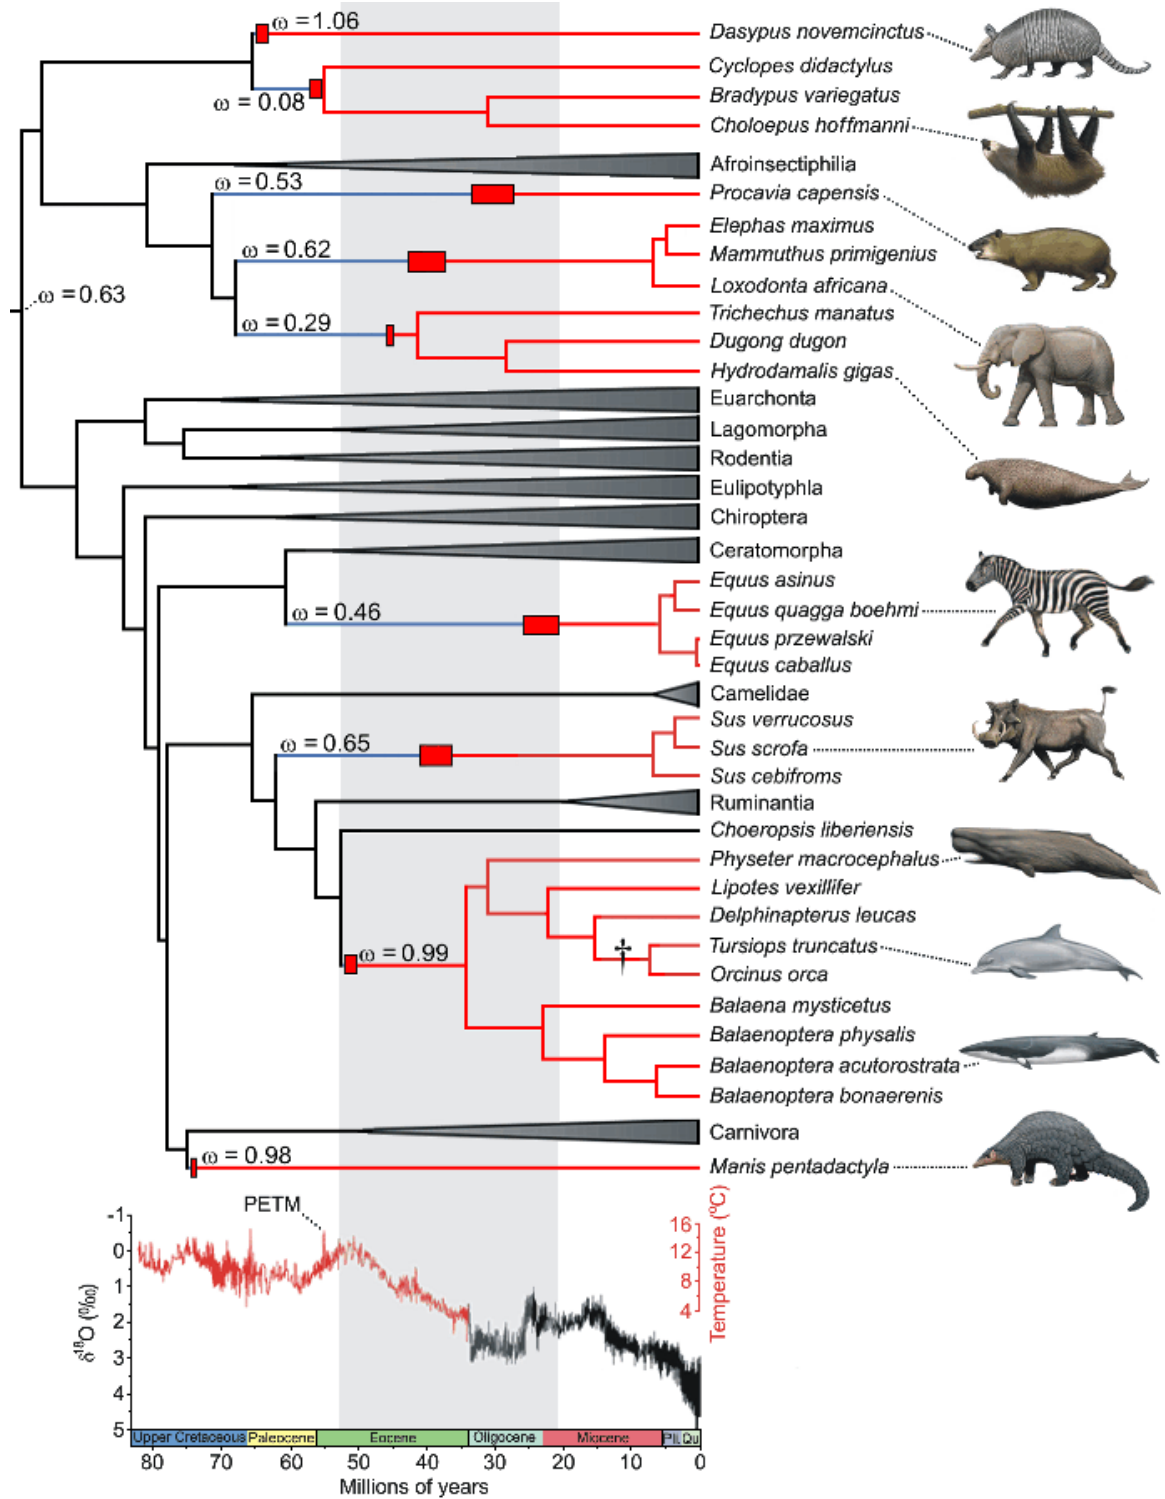 ω = 1.06
Dasypus novemcinctus
Cyclopes didactylus
ω = 0.08
Bradypus variegatus
Choloepus hoffmanni
Afroinsectiphilia
ω = 0.53
Procavia capensis
Elephas maximus
ω = 0.62
Mammuthus primigenius
Loxodonta africana
ω = 0.63
Trichechus manatus
ω = 0.29
Dugong dugon
Hydrodamalis gigas
Euarchonta
Lagomorpha
Rodentia
Eulipotyphla
Chiroptera
Ceratomorpha
Equus asinus
ω = 0.46
Equus quagga boehmi
Equus przewalski
Equus caballus
Camelidae
Sus verrucosus
ω = 0.65
Sus scrofa
Sus cebifroms
Ruminantia
Choeropsis liberiensis
Physeter macrocephalus
Lipotes vexillifer
Delphinapterus leucas
†
Tursiops truncatus
ω = 0.99
Orcinus orca
Balaena mysticetus
Balaenoptera physalis
Balaenoptera acutorostrata
Balaenoptera bonaerenis
Carnivora
ω = 0.98
Manis pentadactyla
PETM
-1
0
1
2
3
4
5
δ18O (0/00)
16
12
8
4
Temperature (ºC)
Upper Cretaceous Paleocene Eocene Oligocene Miocene Pli. Qu
80 70 60 50 40 30 20 10 0
Millions of years